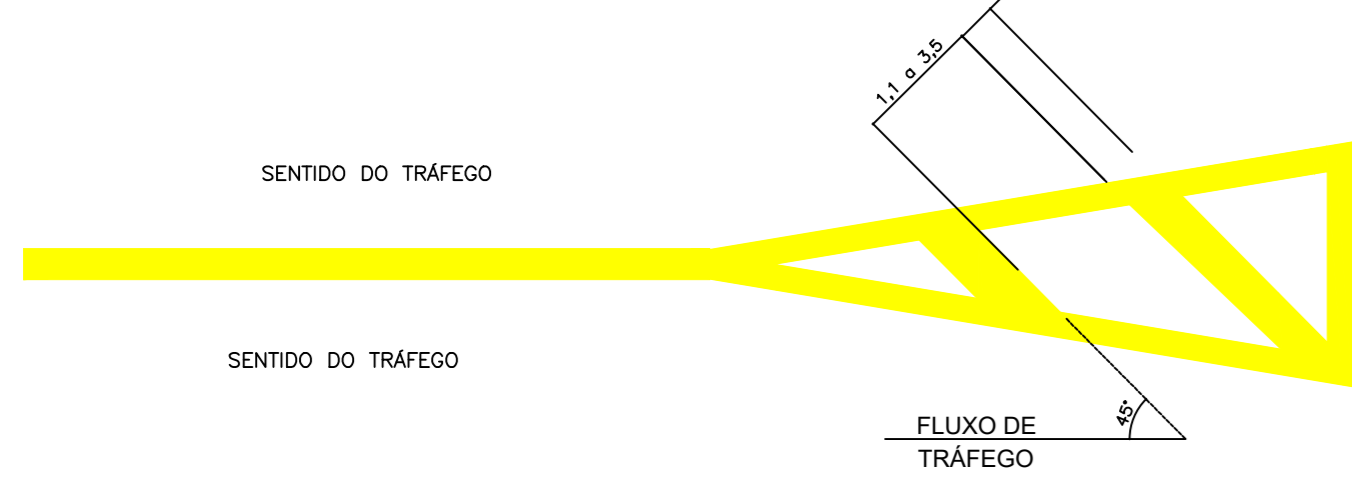 1,1 a 3,5
SENTIDO DO TRÁFEGO
SENTIDO DO TRÁFEGO
45°
FLUXO DE
TRÁFEGO